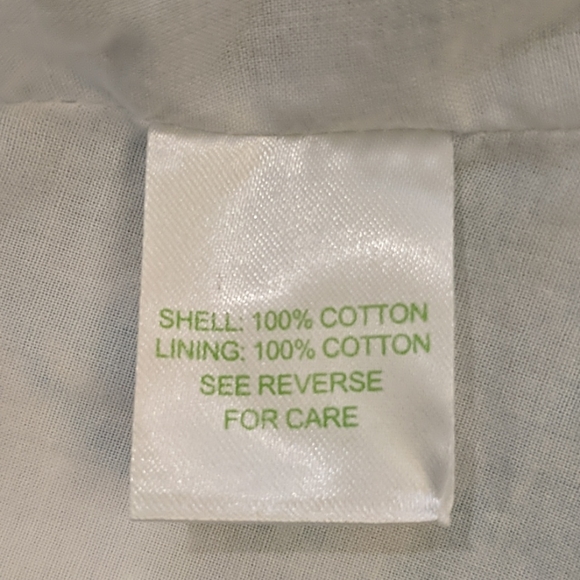 SHELL: 100% COTTON
LINING: 100% COTTON
SEE REVERSE
FOR CARE